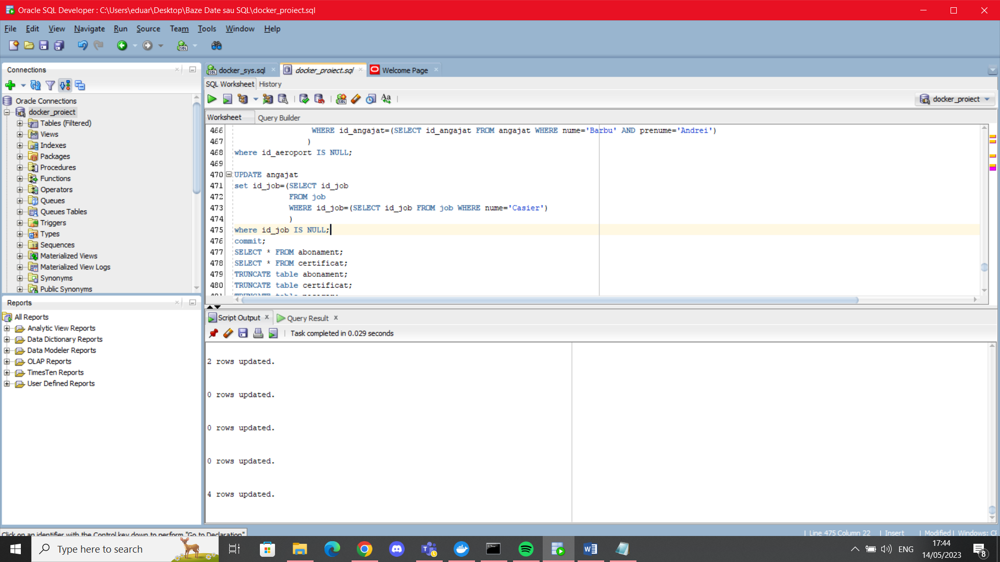 Oracle SQL Developer : C:\Users\eduar\Desktop\Baze Date sau SQL\docker_proiect.sql
File Edit View Navigate Run Source Team Tools Window Help
Connections
Oracle Connections
docker_proiect
Tables (Filtered)
Views
Indexes
Packages
Procedures
Functions
Operators
Queues
Queues Tables
Triggers
Types
Sequences
Materialized Views
Materialized View Logs
Synonyms
Public Synonyms
Reports
All Reports
Analytic View Reports
Data Dictionary Reports
Data Modeler Reports
OLAP Reports
TimesTen Reports
User Defined Reports
docker_sys.sql docker_proiect.sql Welcome Page
SQL Worksheet History
docker_proiect
Worksheet Query Builder
466 WHERE id_angajat=(SELECT id_angajat FROM angajat WHERE nume='Barbu' AND prenume='Andrei')
467 )
468 where id_aeroport IS NULL;
469
470 UPDATE angajat
471 set id_job=(SELECT id_job
472 FROM job
473 WHERE id_job=(SELECT id_job FROM job WHERE nume='Casier')
474 )
475 where id_job IS NULL;
476 commit;
477 SELECT * FROM abonament;
478 SELECT * FROM certificat;
479 TRUNCATE table abonament;
480 TRUNCATE table certificat;
Script Output Query Result
Task completed in 0.029 seconds
2 rows updated.
0 rows updated.
0 rows updated.
0 rows updated.
4 rows updated.
Click on an identifier with the Control key down to perform "Go to Declaration"
Line 475 Column 22 Insert Modified Windows:
Type here to search
ENG
17:44
14/05/2023
8